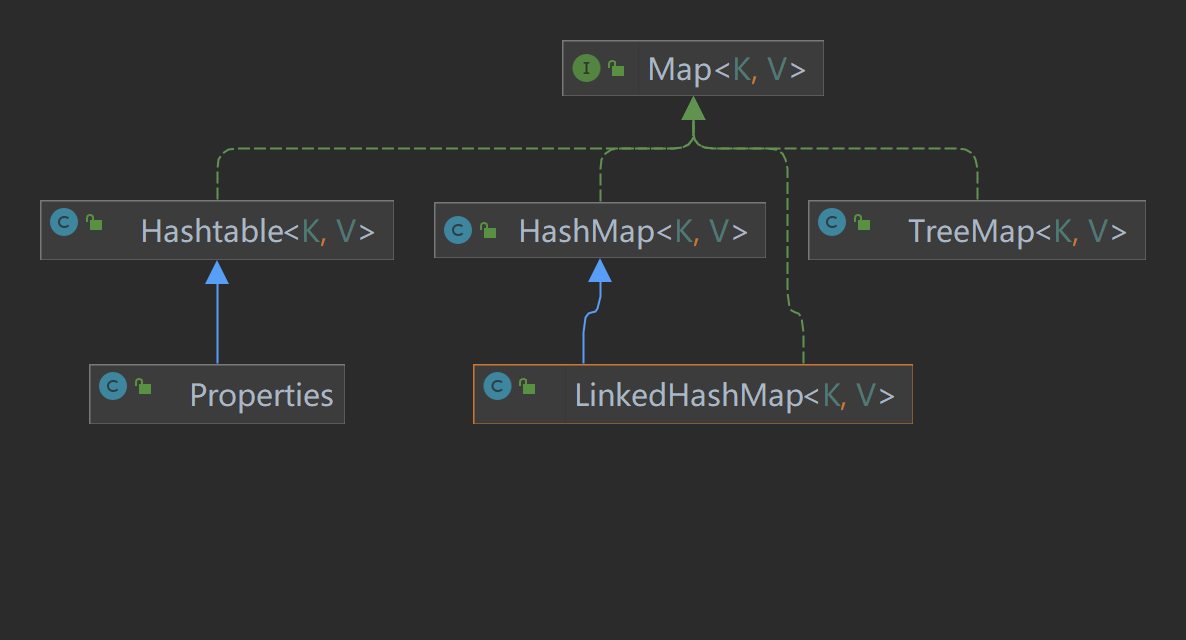 I Map<K, V>
C Hashtable<K, V>
C HashMap<K, V>
C TreeMap<K, V>
C Properties
C LinkedHashMap<K, V>